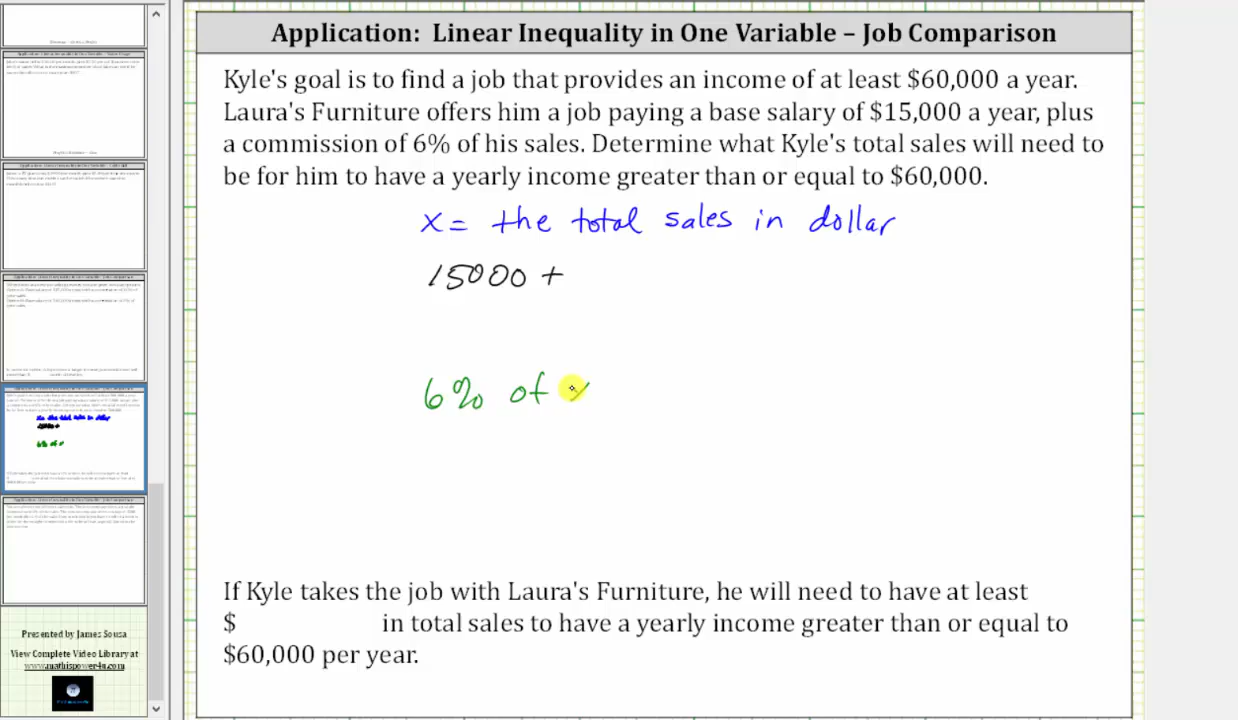 Application: Linear Inequality in One Variable – Job Comparison
Kyle's goal is to find a job that provides an income of at least $60,000 a year.
Laura's Furniture offers him a job paying a base salary of $15,000 a year, plus
a commission of 6% of his sales. Determine what Kyle's total sales will need to
be for him to have a yearly income greater than or equal to $60,000.
x = the total sales in dollar
15000 +
6% of x
If Kyle takes the job with Laura's Furniture, he will need to have at least
$ in total sales to have a yearly income greater than or equal to
$60,000 per year.
Presented by James Sousa
View Complete Video Library at
www.mathispower4u.com